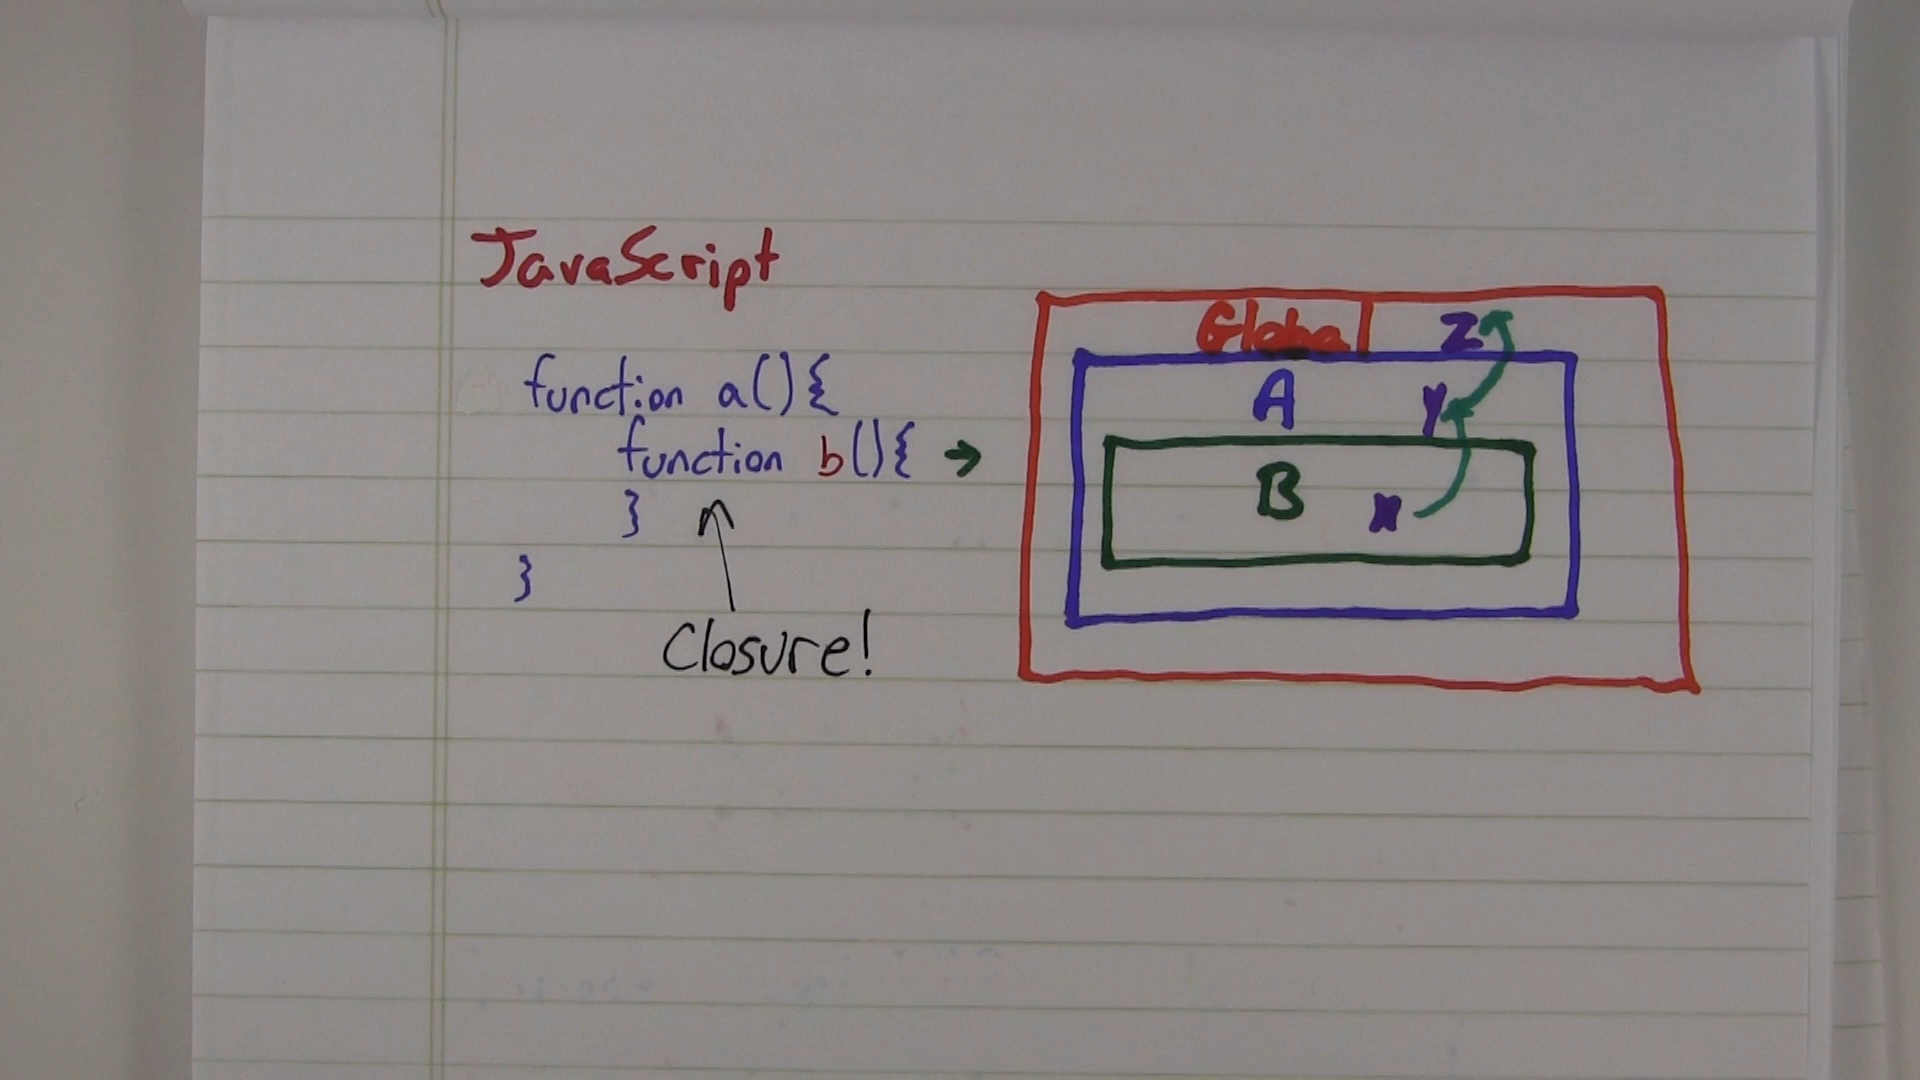 JavaScript
function a(){
function b(){ →
}
}
Closure!
Global Z
A Y
B X